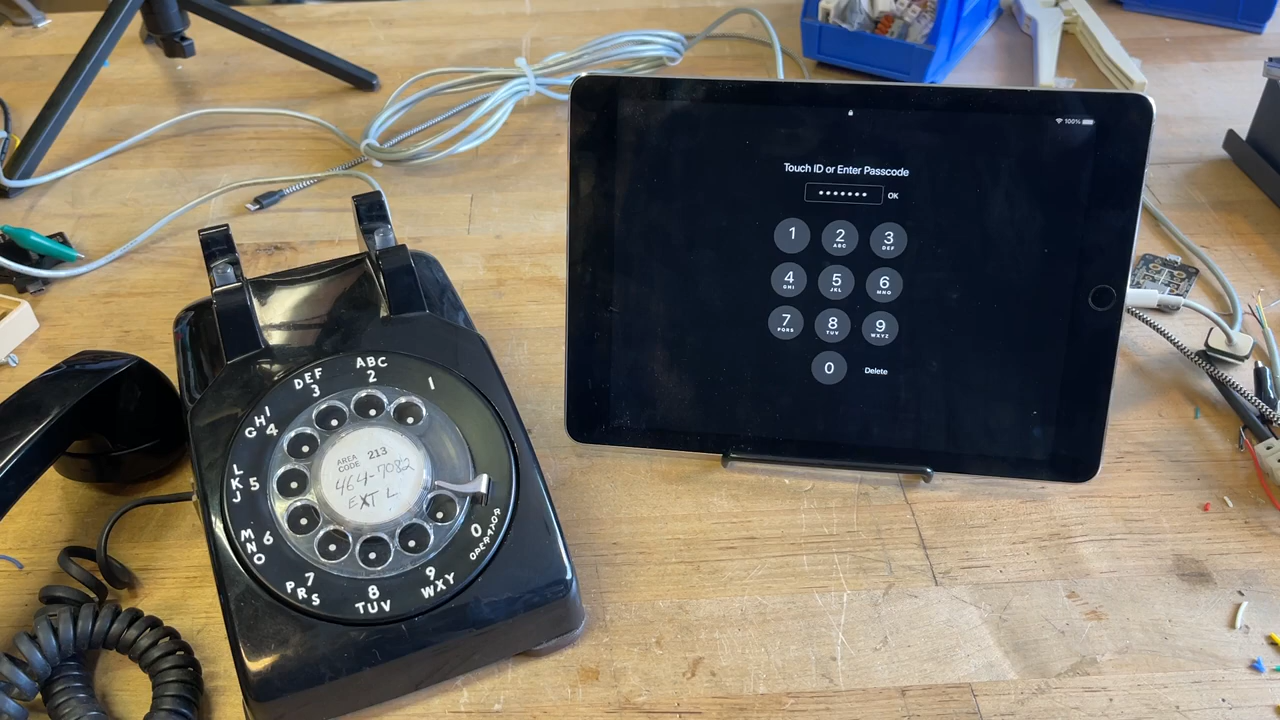 ABC
2
1
DEF
3
GHI
4
AREA
CODE 213
464-7082
EXT L
JKL
5
MNO
6
PRS
7
TUV
8
WXY
9
0
OPERATOR
100%
Touch ID or Enter Passcode
OK
1 2 3
ABC DEF
4 5 6
GHI JKL MNO
7 8 9
PQRS TUV WXYZ
0 Delete